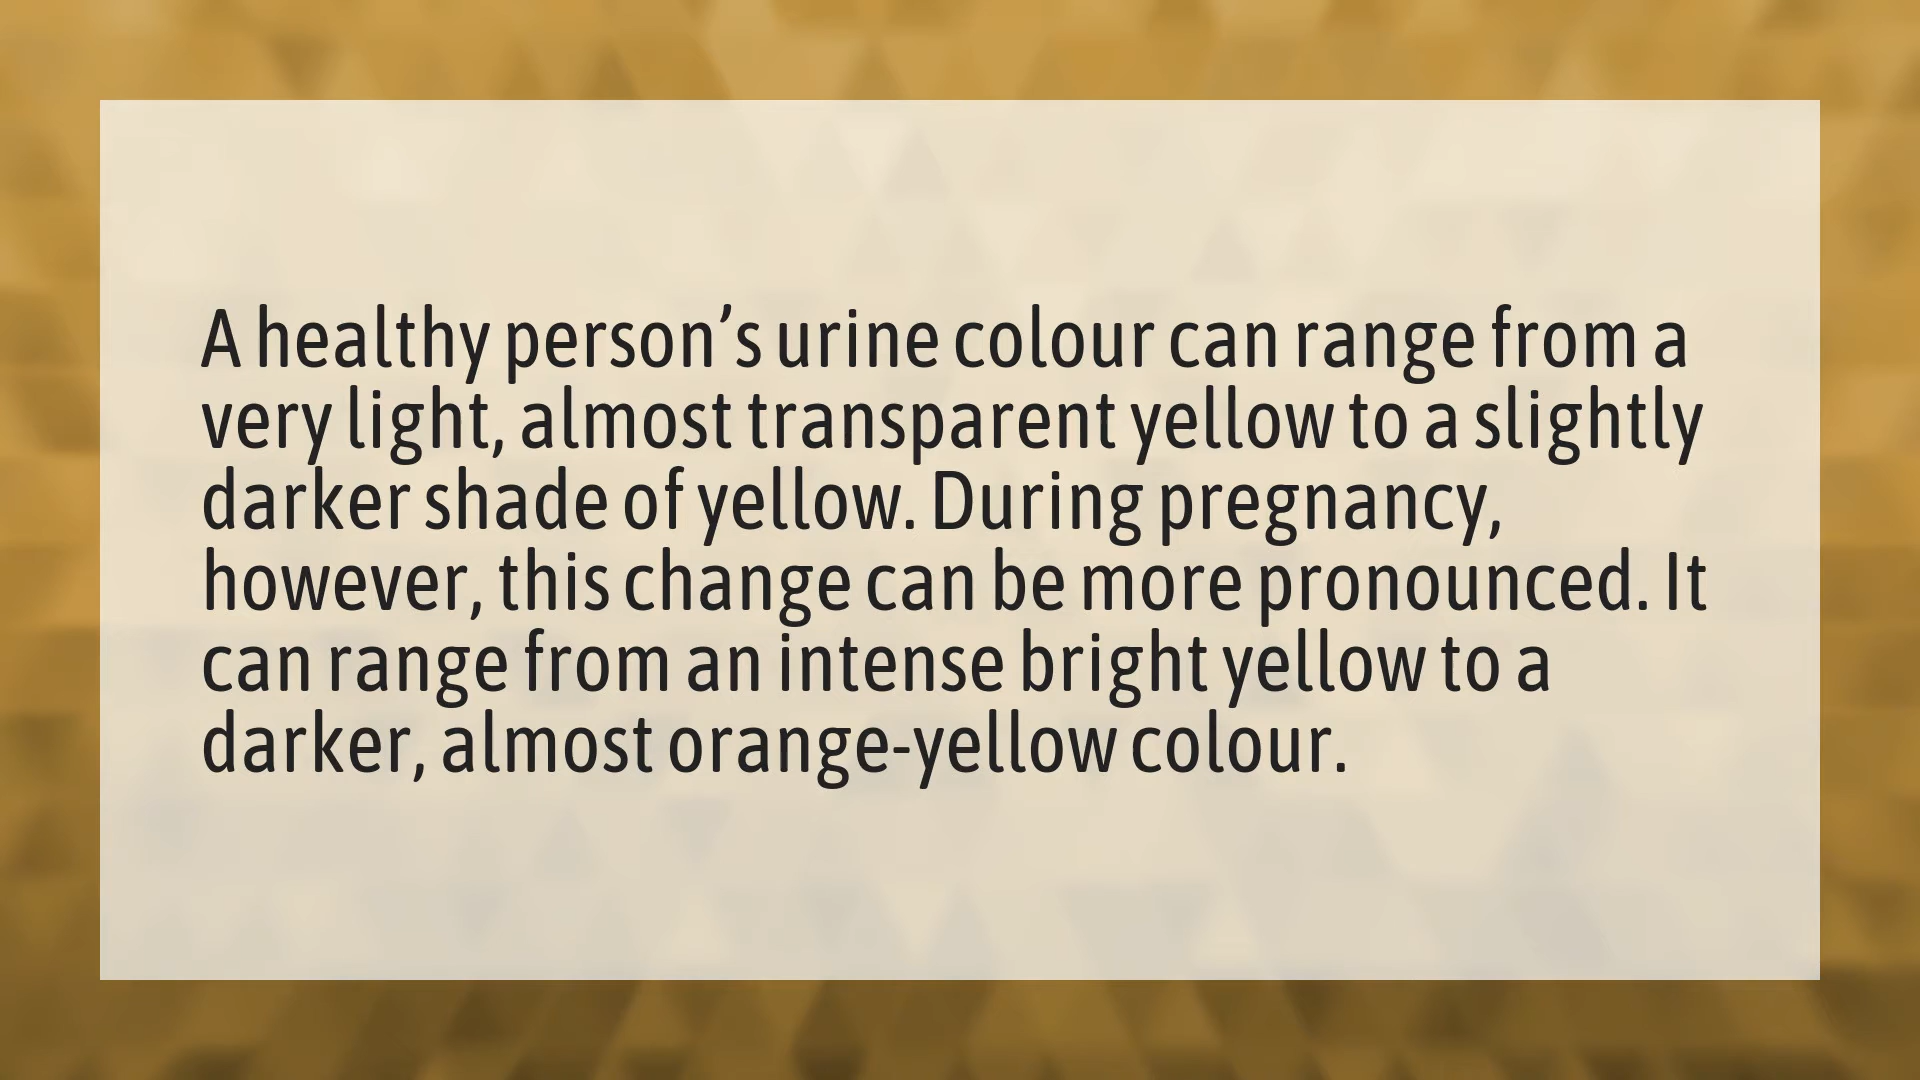 A healthy person’s urine colour can range from a
very light, almost transparent yellow to a slightly
darker shade of yellow. During pregnancy,
however, this change can be more pronounced. It
can range from an intense bright yellow to a
darker, almost orange-yellow colour.